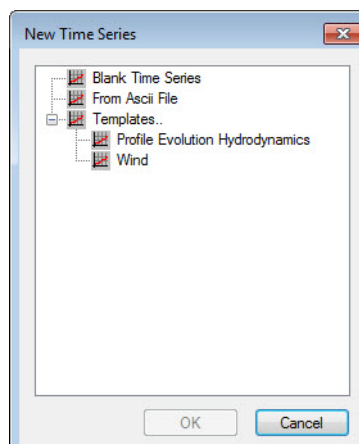 New Time Series
Blank Time Series
From Ascii File
Templates..
Profile Evolution Hydrodynamics
Wind
OK
Cancel